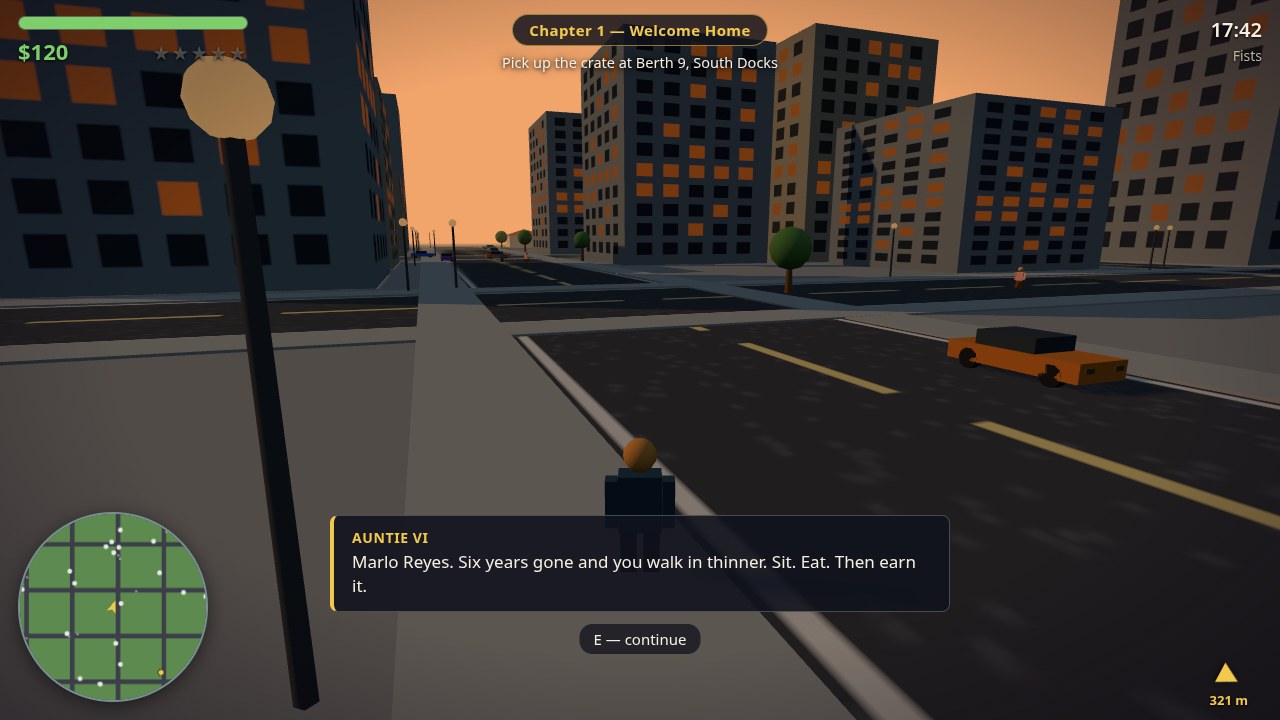 $120
★★★★★
Chapter 1 — Welcome Home
Pick up the crate at Berth 9, South Docks
17:42
Fists
AUNTIE VI
Marlo Reyes. Six years gone and you walk in thinner. Sit. Eat. Then earn
it.
E — continue
321 m